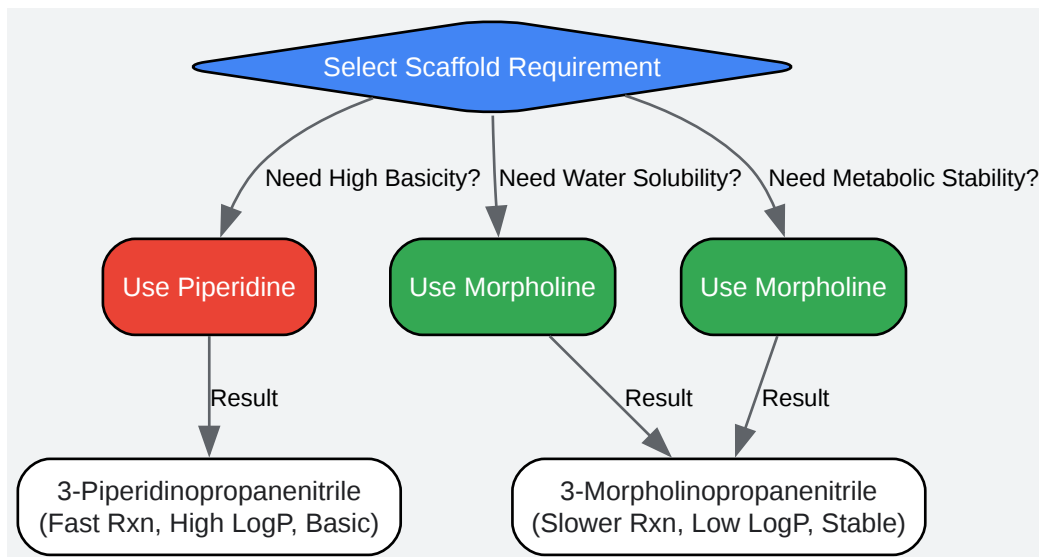 Select Scaffold Requirement
Need High Basicity?
Need Water Solubility?
Need Metabolic Stability?
Use Piperidine
Use Morpholine
Use Morpholine
Result
Result
Result
3-Piperidinopropanenitrile
(Fast Rxn, High LogP, Basic)
3-Morpholinopropanenitrile
(Slower Rxn, Low LogP, Stable)